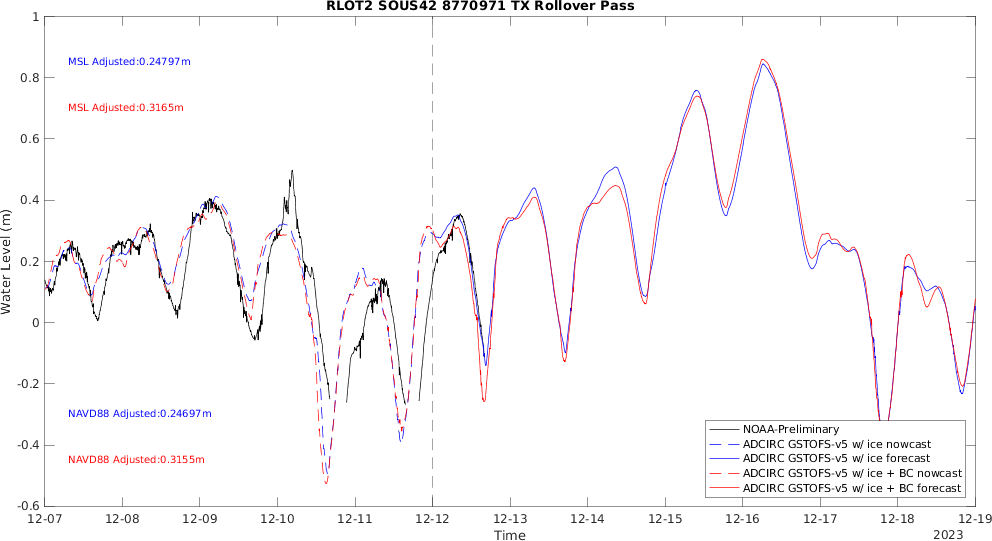 RLOT2 SOUS42 8770971 TX Rollover Pass
1
0.8
0.6
0.4
0.2
0
-0.2
-0.4
-0.6
Water Level (m)
MSL Adjusted:0.24797m
MSL Adjusted:0.3165m
NAVD88 Adjusted:0.24697m
NAVD88 Adjusted:0.3155m
NOAA-Preliminary
ADCIRC GSTOFS-v5 w/ ice nowcast
ADCIRC GSTOFS-v5 w/ ice forecast
ADCIRC GSTOFS-v5 w/ ice + BC nowcast
ADCIRC GSTOFS-v5 w/ ice + BC forecast
12-07 12-08 12-09 12-10 12-11 12-12 12-13 12-14 12-15 12-16 12-17 12-18 12-19
Time
2023